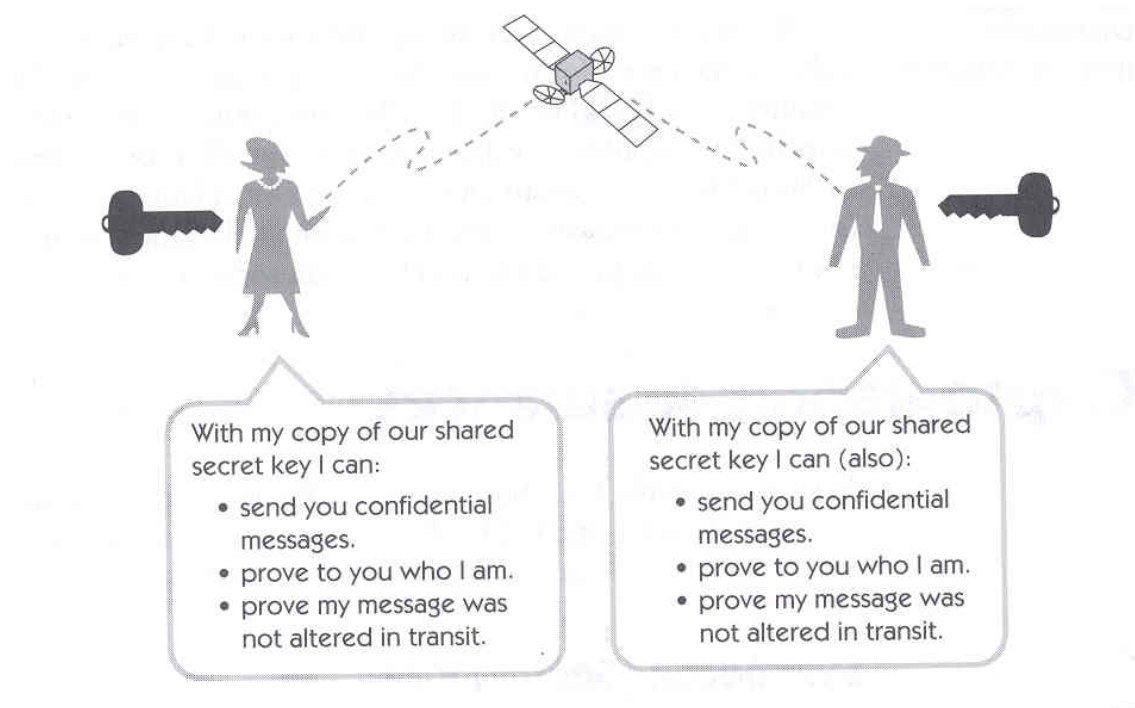 With my copy of our shared
secret key I can:
• send you confidential
messages.
• prove to you who I am.
• prove my message was
not altered in transit.
With my copy of our shared
secret key I can (also):
• send you confidential
messages.
• prove to you who I am.
• prove my message was
not altered in transit.